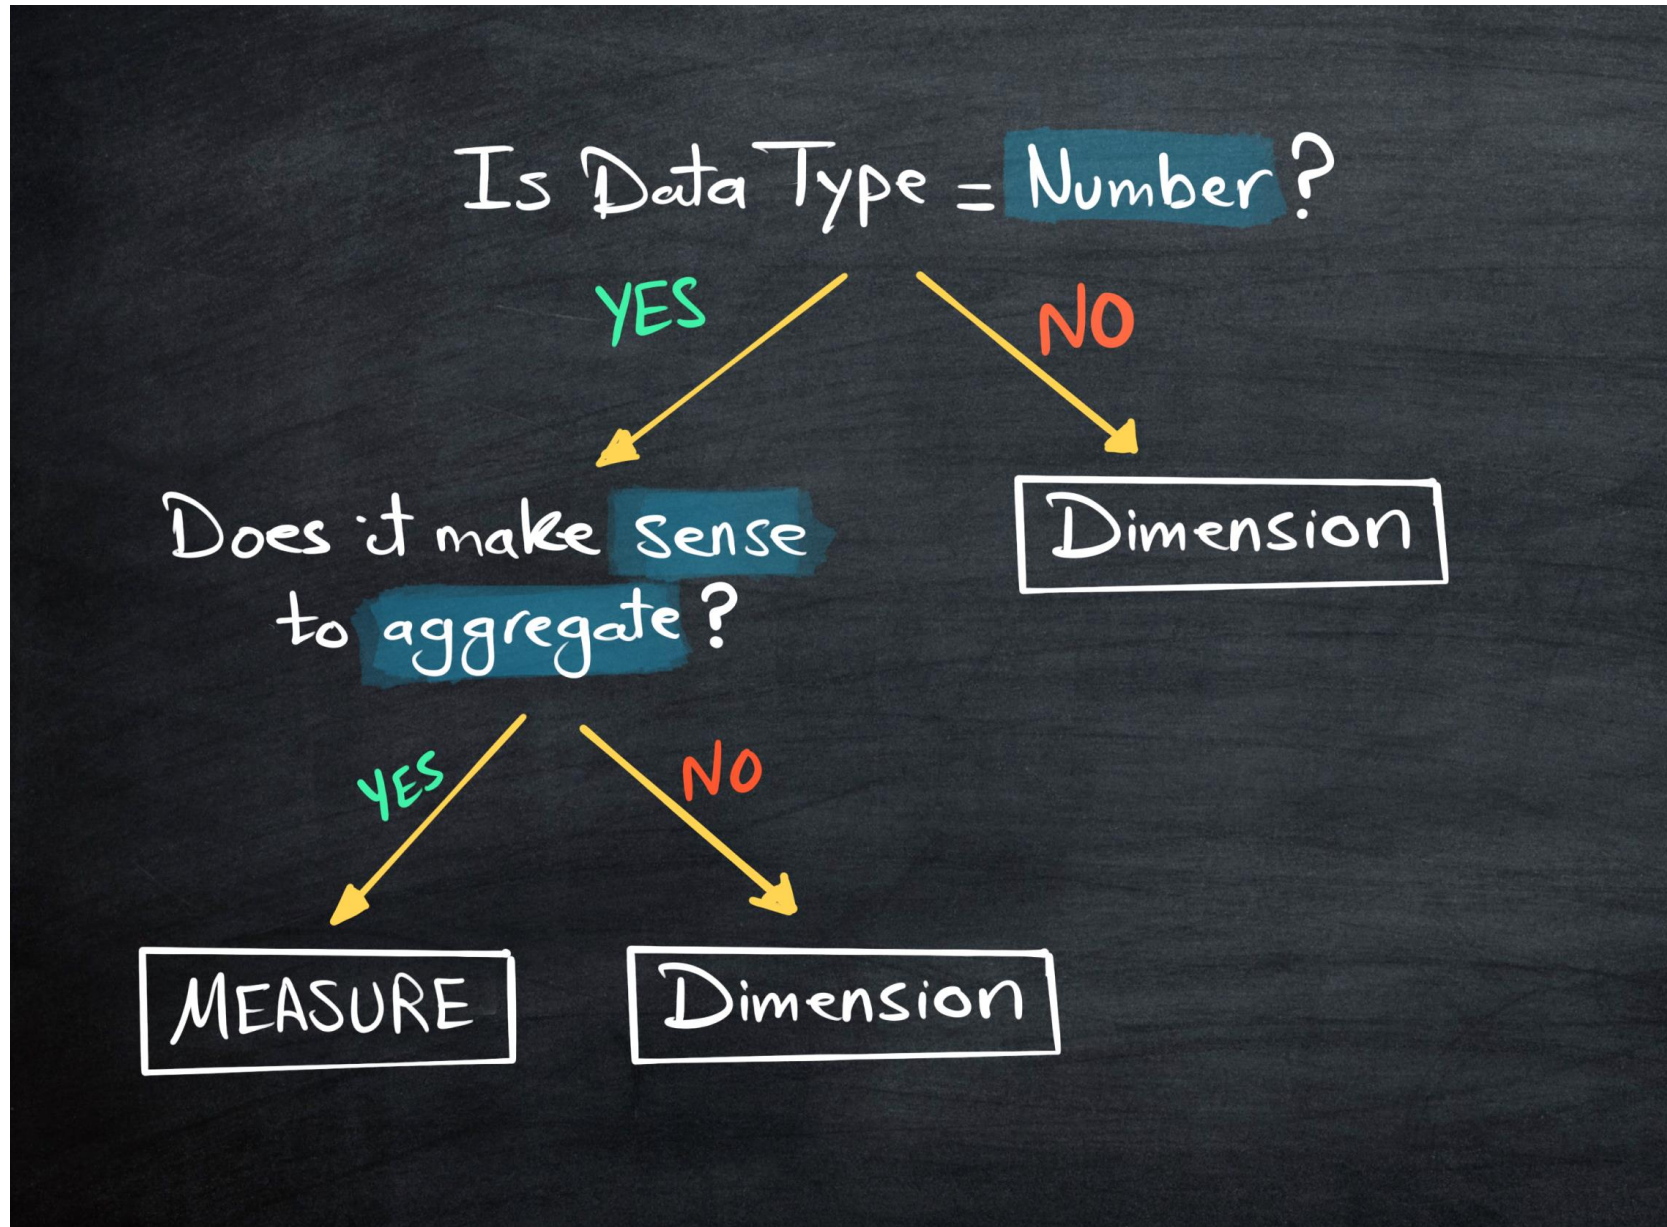 Is Data Type = Number?
YES
NO
Does it make sense
to aggregate?
Dimension
YES
NO
MEASURE
Dimension